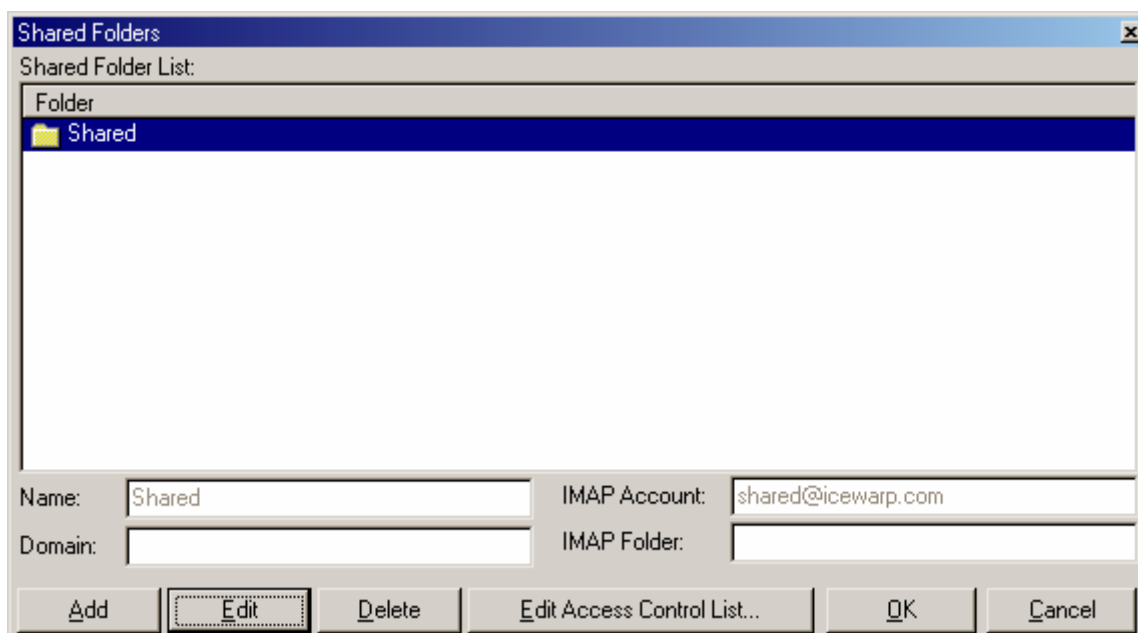 Shared Folders
Shared Folder List:
Folder
Shared
Name: Shared IMAP Account: shared@icewarp.com
Domain: IMAP Folder:
Add Edit Delete Edit Access Control List... OK Cancel